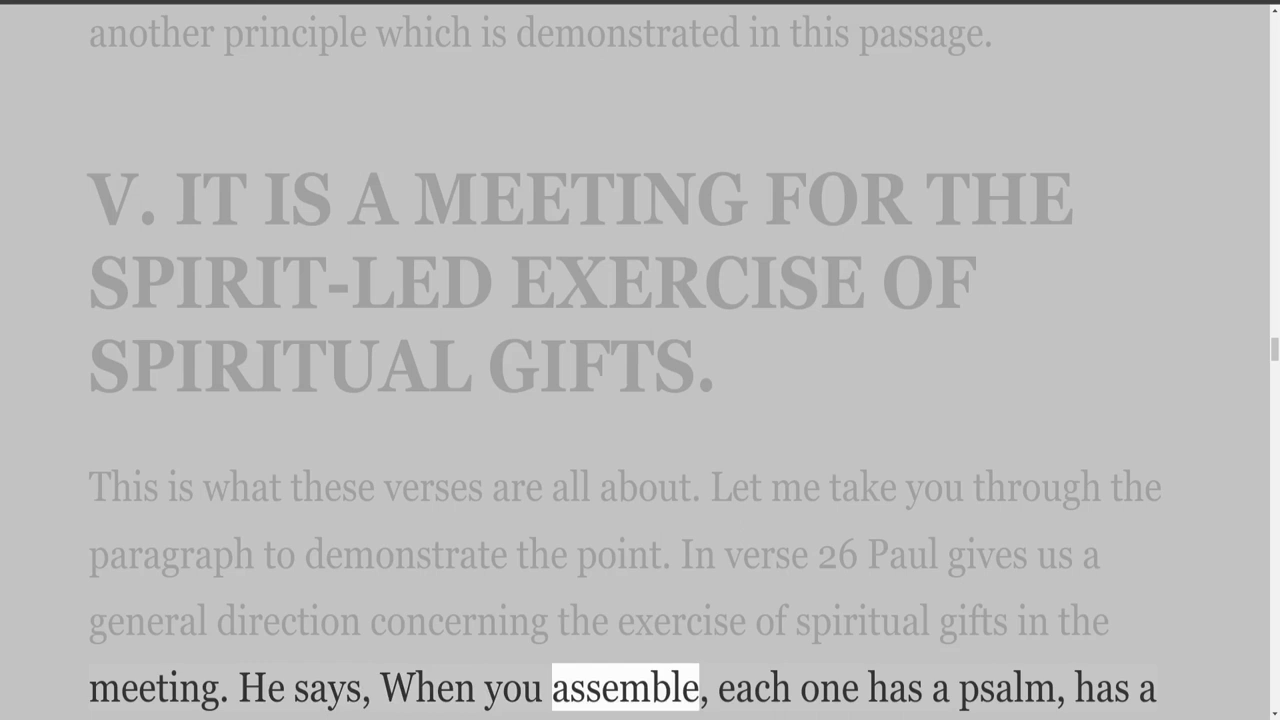 another principle which is demonstrated in this passage.
V. IT IS A MEETING FOR THE
SPIRIT-LED EXERCISE OF
SPIRITUAL GIFTS.
This is what these verses are all about. Let me take you through the
paragraph to demonstrate the point. In verse 26 Paul gives us a
general direction concerning the exercise of spiritual gifts in the
meeting. He says, When you assemble, each one has a psalm, has a